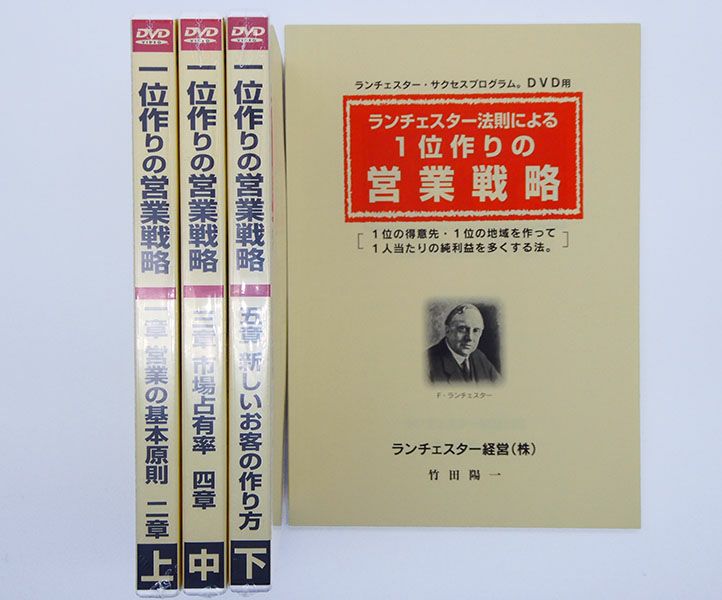 DVD
VIDEO
一位作りの営業戦略
一章 営業の基本原則 二章
上
DVD
VIDEO
一位作りの営業戦略
三章 市場占有率 四章
中
DVD
VIDEO
一位作りの営業戦略
五章 新しいお客の作り方
下
ランチェスター・サクセスプログラム。DVD用
ランチェスター法則による
1位作りの
営業戦略
1位の得意先・1位の地域を作って
1人当たりの純利益を多くする法。
F・ランチェスター
ランチェスター経営(株)
竹田陽一